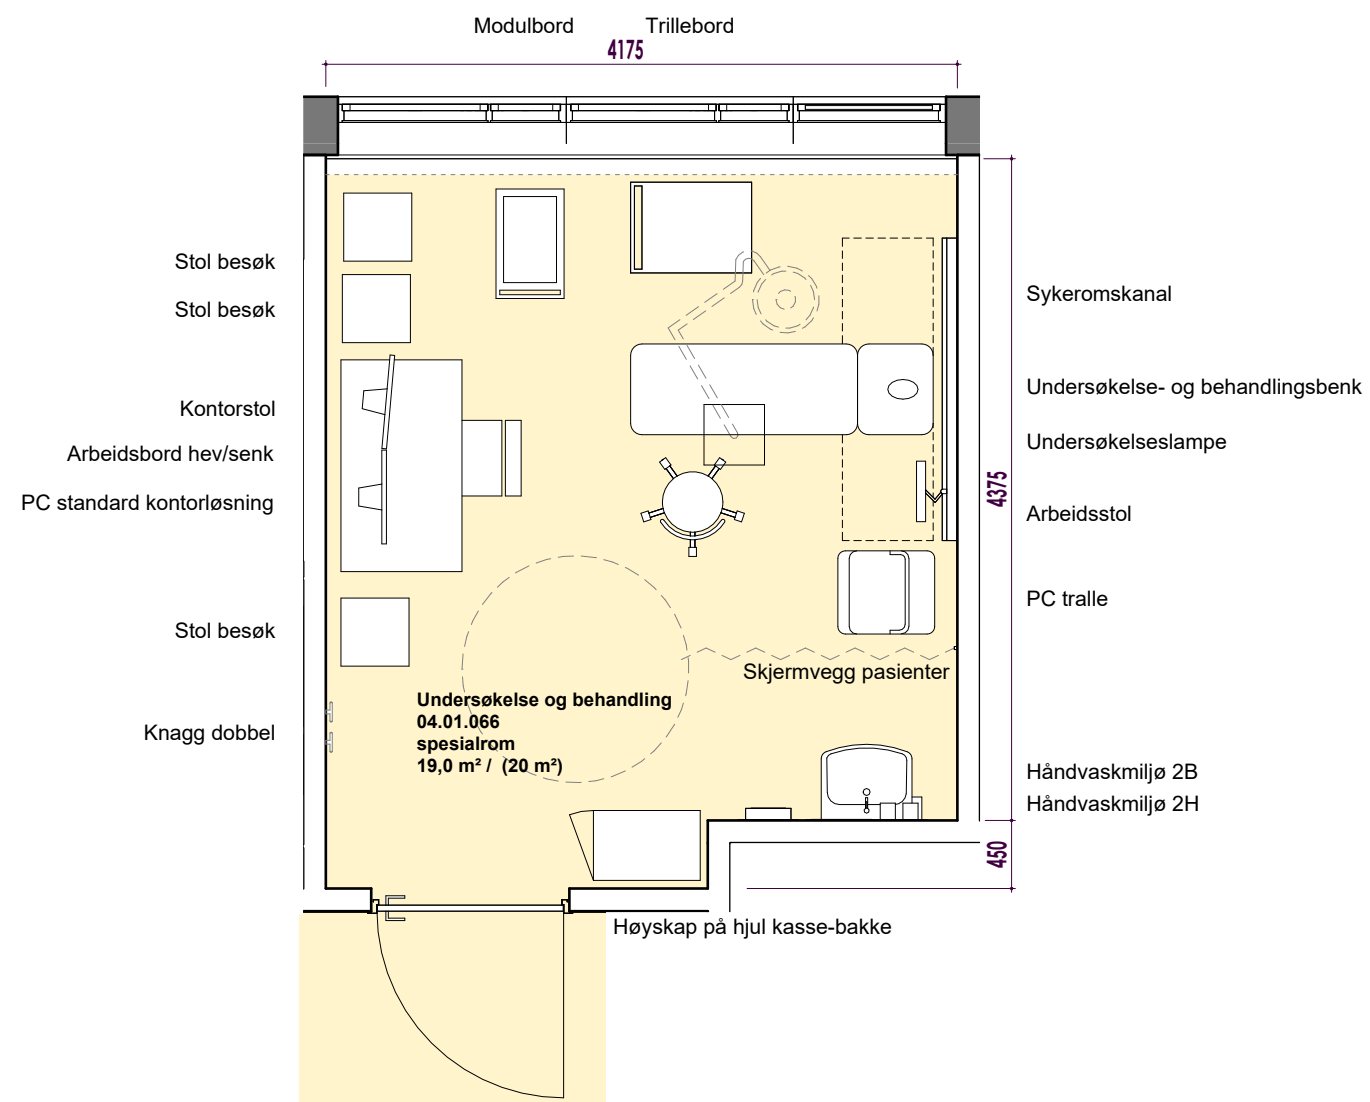 Modulbord Trillebord
4175
Stol besøk
Stol besøk
Kontorstol
Arbeidsbord hev/senk
PC standard kontorløsning
Stol besøk
Knagg dobbel
Sykeromskanal
Undersøkelse- og behandlingsbenk
Undersøkelseslampe
4375
Arbeidsstol
PC tralle
Skjermvegg pasienter
Undersøkelse og behandling
04.01.066
spesialrom
19,0 m² / (20 m²)
Håndvaskmiljø 2B
Håndvaskmiljø 2H
450
Høyskap på hjul kasse-bakke